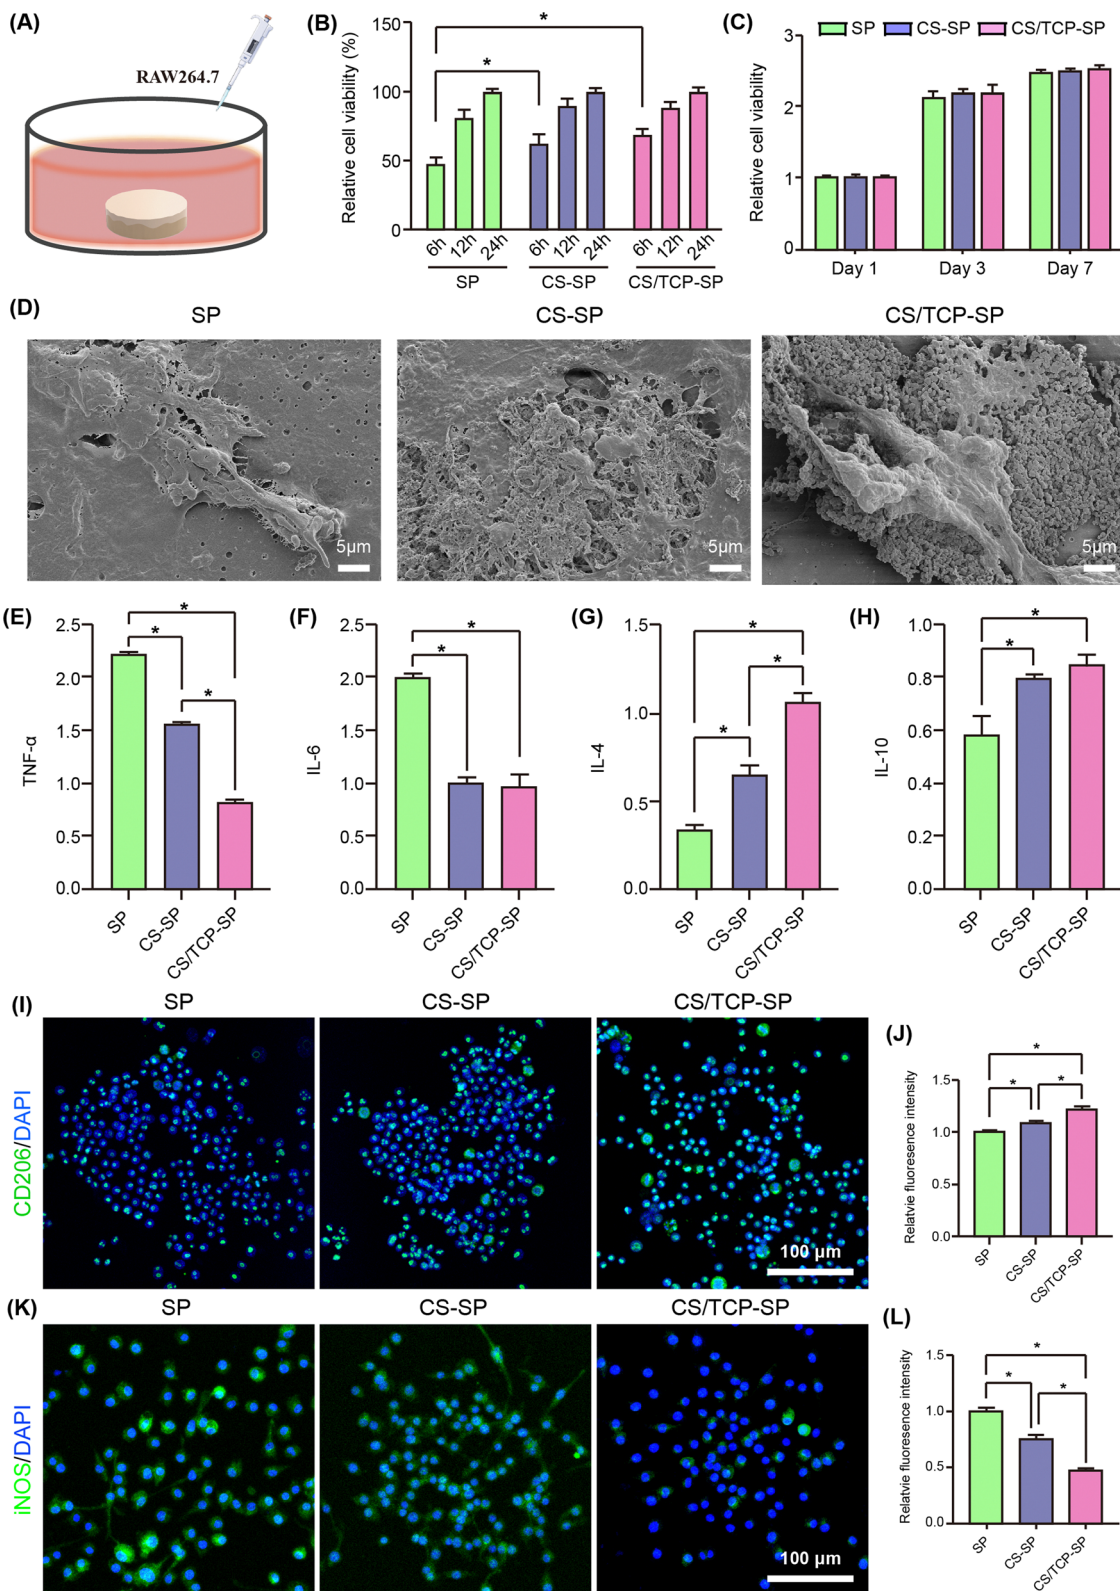 (A)
RAW264.7
(B)
Relative cell viability (%)
150
100
50
0
*
*
6h 12h 24h 6h 12h 24h 6h 12h 24h
SP CS-SP CS/TCP-SP
(C)
SP CS-SP CS/TCP-SP
Relative cell viability
3
2
1
0
Day 1 Day 3 Day 7
(D)
SP CS-SP CS/TCP-SP
5μm 5μm 5μm
(E)
TNF-α
2.5
2.0
1.5
1.0
0.5
0.0
*
*
*
SP CS-SP CS/TCP-SP
(F)
IL-6
2.5
2.0
1.5
1.0
0.5
0.0
*
*
SP CS-SP CS/TCP-SP
(G)
IL-4
1.5
1.0
0.5
0.0
*
*
*
SP CS-SP CS/TCP-SP
(H)
IL-10
1.0
0.8
0.6
0.4
0.2
0.0
*
*
SP CS-SP CS/TCP-SP
(I)
SP CS-SP CS/TCP-SP
CD206/DAPI
100 μm
(J)
Relatvie fluoresence intensity
1.5
1.0
0.5
0.0
*
*
*
SP CS-SP CS/TCP-SP
(K)
SP CS-SP CS/TCP-SP
iNOS/DAPI
100 μm
(L)
Relatvie fluoresence intensity
1.5
1.0
0.5
0.0
*
*
*
SP CS-SP CS/TCP-SP